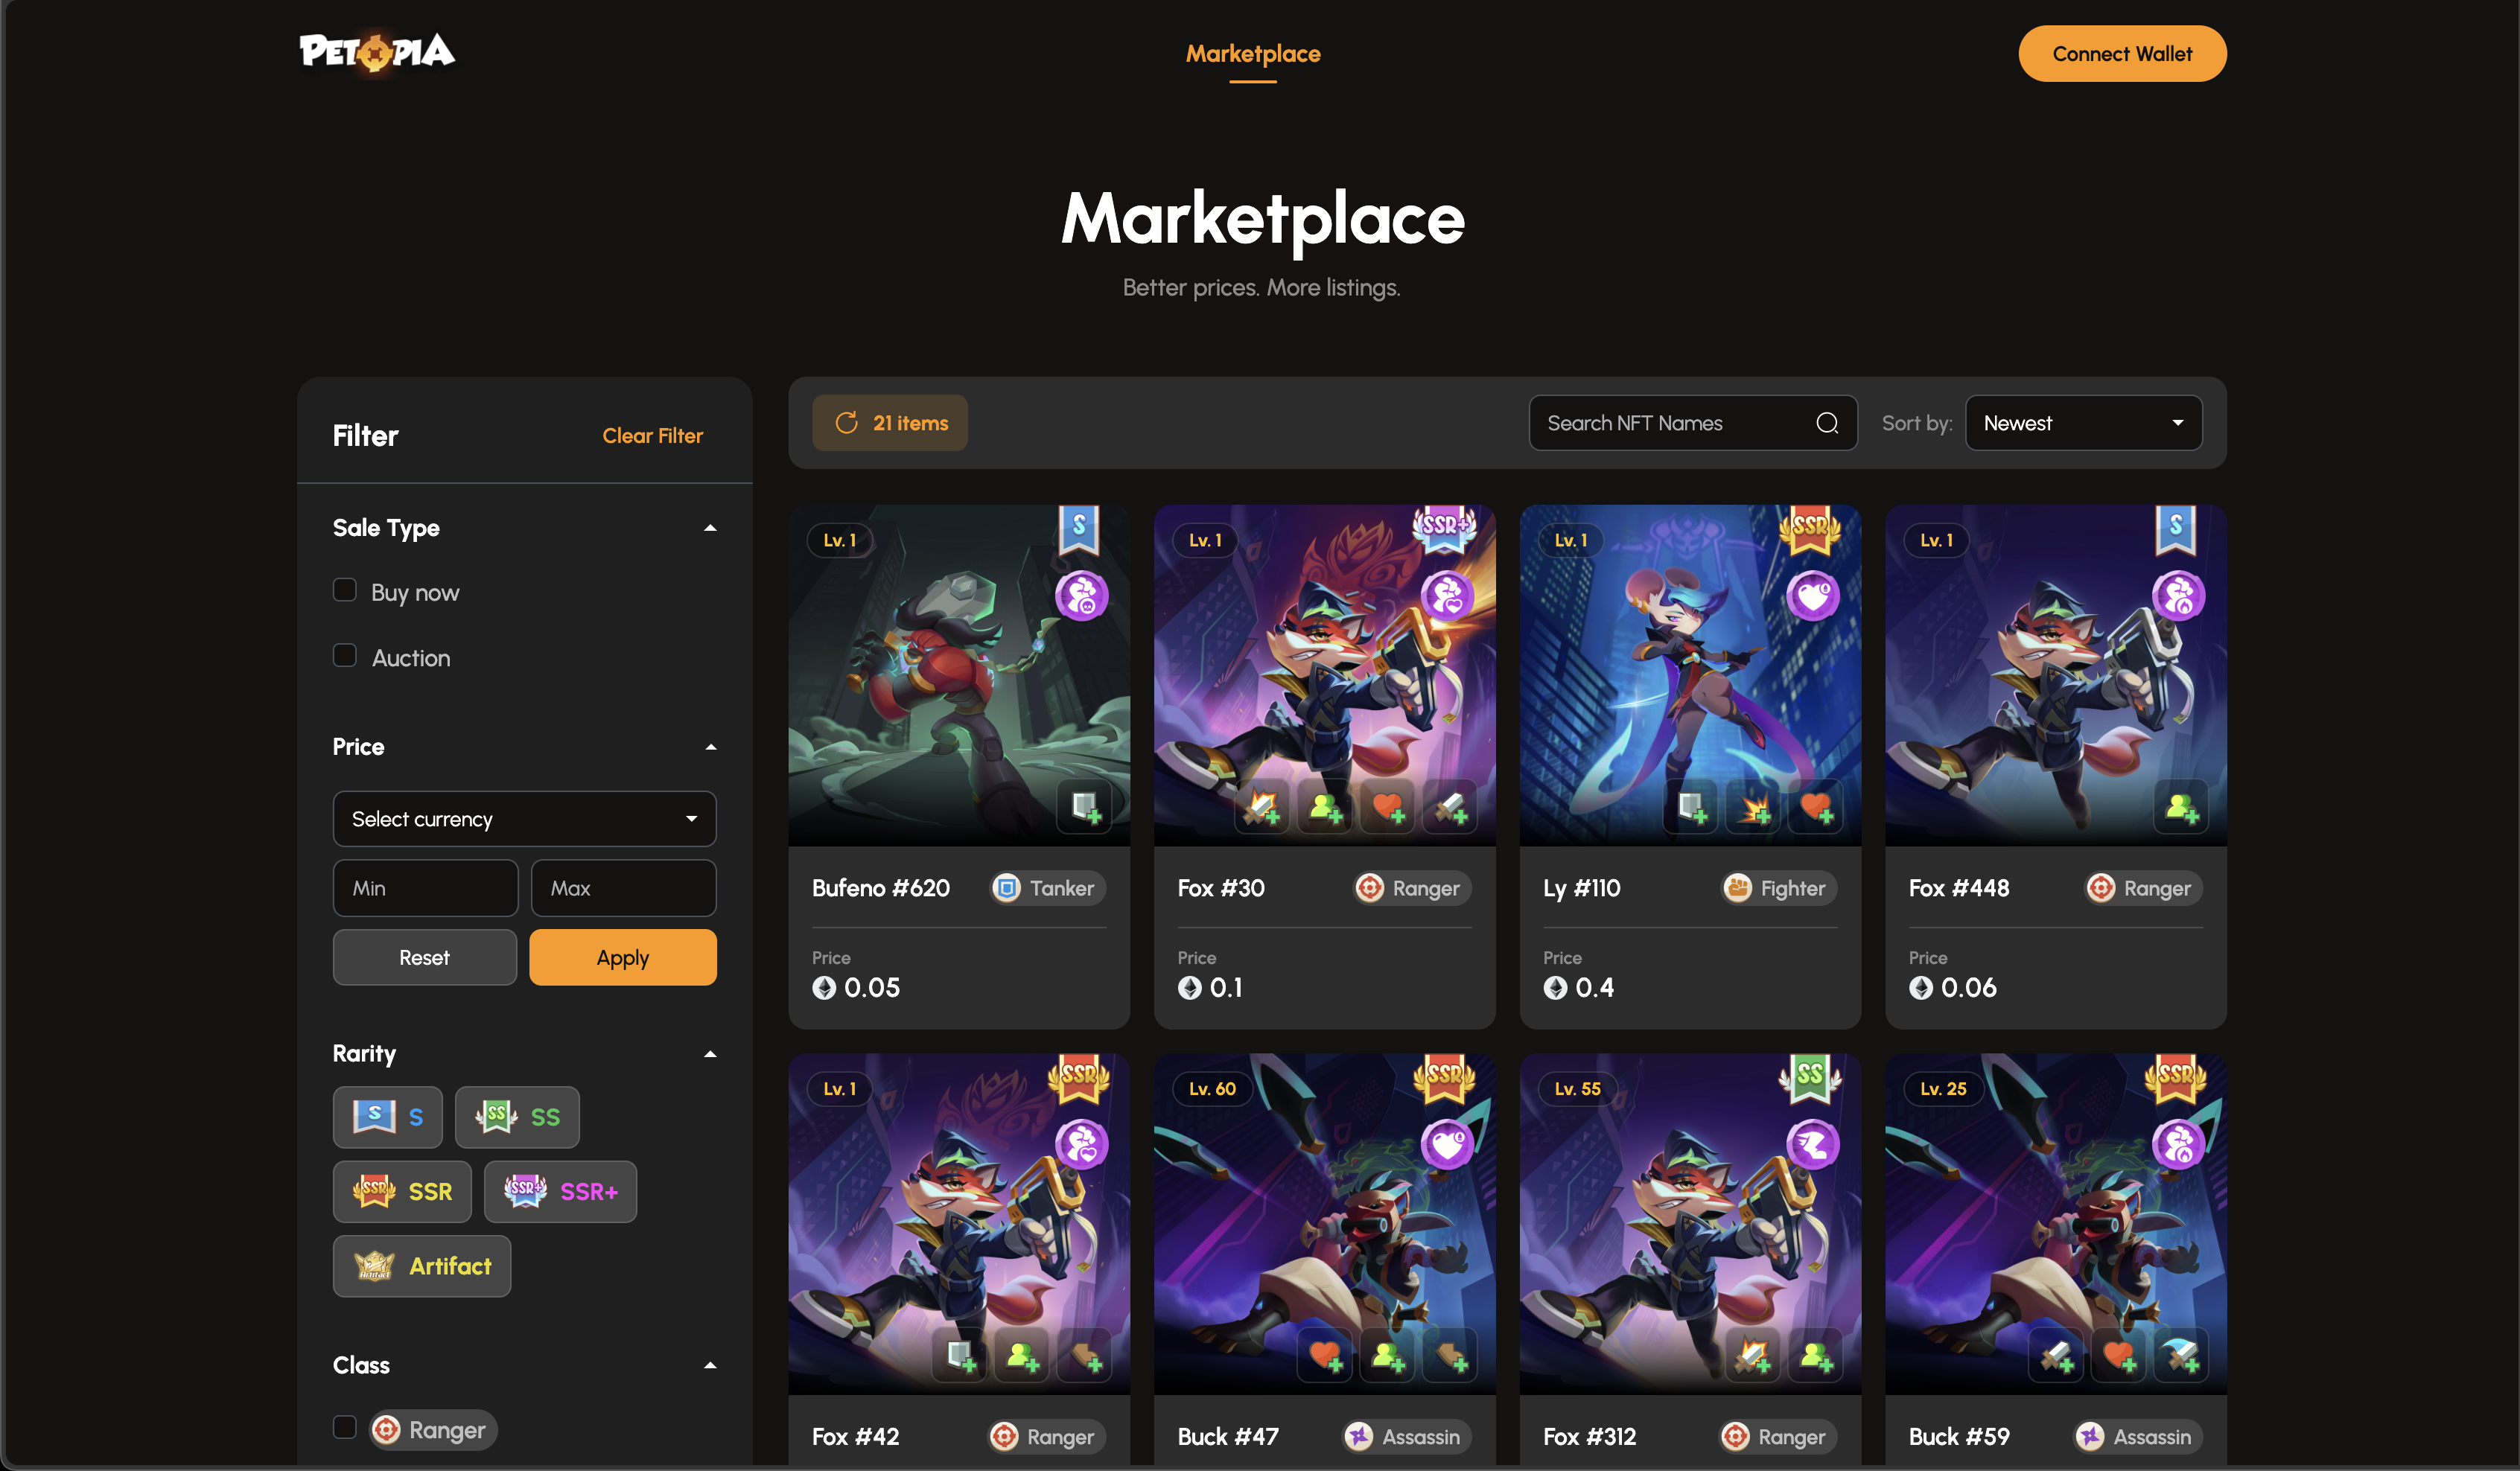 PETOPIA
Marketplace
Connect Wallet
Marketplace
Better prices. More listings.
Filter
Clear Filter
Sale Type
Buy now
Auction
Price
Select currency
Min
Max
Reset
Apply
Rarity
S S
SS SS
SSR SSR
SSR+ SSR+
Artifact Artifact
Class
Ranger
21 items
Search NFT Names
Sort by:
Newest
Lv. 1
S
Bufeno #620
Tanker
Price
0.05
Lv. 1
SSR+
Fox #30
Ranger
Price
0.1
Lv. 1
SSR
Ly #110
Fighter
Price
0.4
Lv. 1
S
Fox #448
Ranger
Price
0.06
Lv. 1
SSR
Fox #42
Ranger
Lv. 60
SSR
Buck #47
Assassin
Lv. 55
SS
Fox #312
Ranger
Lv. 25
SSR
Buck #59
Assassin